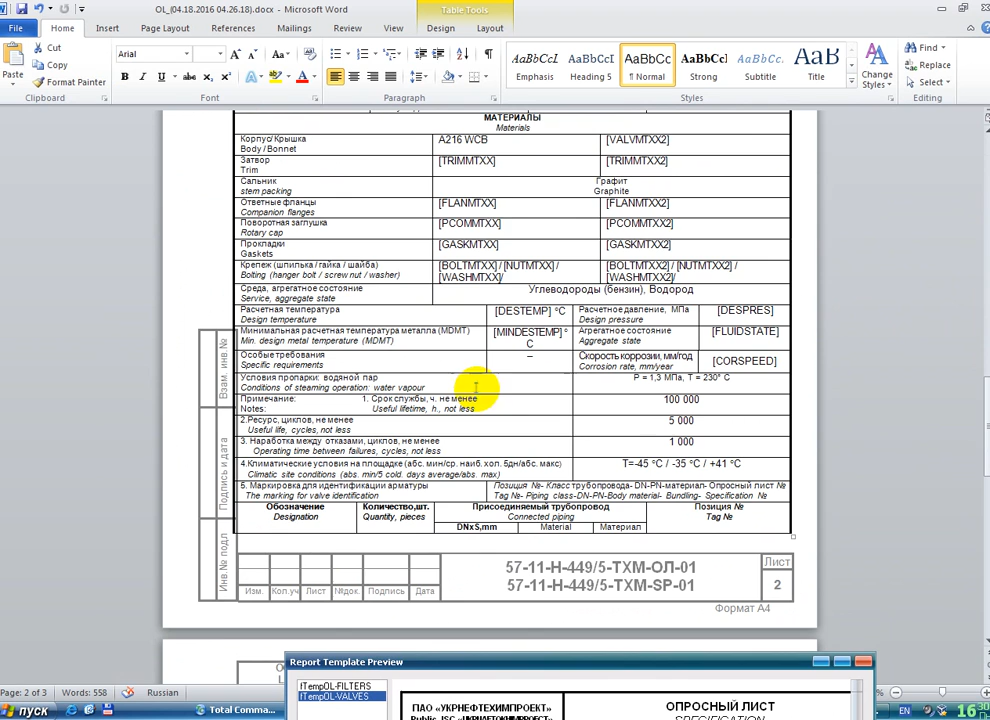 OL_(04.18.2016 04.26.18).docx - Microsoft Word
Table Tools
File Home Insert Page Layout References Mailings Review View Design Layout
Cut
Copy
Format Painter
Paste
Arial
Clipboard Font Paragraph Styles Editing
AaBbCc AaBbCcI AaBbCc AaBbCcl AaBbCc. AaB
Emphasis Heading 5 ¶ Normal Strong Subtitle Title
Change Styles
Find
Replace
Select
МАТЕРИАЛЫ
Materials
Корпус/Крышка A216 WCB [VALVMTXX2]
Body / Bonnet
Затвор [TRIMMTXX] [TRIMMTXX2]
Trim
Сальник Графит
stem packing Graphite
Ответные фланцы [FLANMTXX] [FLANMTXX2]
Companion flanges
Поворотная заглушка [PCOMMTXX] [PCOMMTXX2]
Rotary cap
Прокладки [GASKMTXX] [GASKMTXX2]
Gaskets
Крепеж (шпилька / гайка / шайба) [BOLTMTXX] / [NUTMTXX] / [BOLTMTXX2] / [NUTMTXX2] /
Bolting (hanger bolt / screw nut / washer) [WASHMTXX]/ [WASHMTXX2]/
Среда, агрегатное состояние Углеводороды (бензин), Водород
Service, aggregate state
Расчетная температура [DESTEMP] °C Расчетное давление, МПа [DESPRES]
Design temperature Design pressure
Минимальная расчетная температура металла (MDMT) [MINDESTEMP] ° Агрегатное состояние [FLUIDSTATE]
Min. design metal temperature (MDMT) C Aggregate state
Особые требования – Скорость коррозии, мм/год [CORSPEED]
Specific requirements Corrosion rate, mm/year
Условия пропарки: водяной пар P = 1,3 МПа, T = 230° C
Conditions of steaming operation: water vapour
Примечание: 1. Срок службы, ч. не менее 100 000
Notes: Useful lifetime, h., not less
2.Ресурс, циклов, не менее 5 000
Useful life, cycles, not less
3. Наработка между отказами, циклов, не менее 1 000
Operating time between failures, cycles, not less
4.Климатические условия на площадке (абс. мин/ср. наиб.хол. 5дн/абс. макс) T=-45 °C / -35 °C / +41 °C
Climatic site conditions (abs. min/5 cold. days average/abs. max)
5. Маркировка для идентификации арматуры Позиция №- Класс трубопровода- DN-PN-материал- Опросный лист №
The marking for valve identification Tag №- Piping class-DN-PN-Body material- Bundling- Specification №
Обозначение Количество,шт. Присоединяемый трубопровод Позиция №
Designation Quantity, pieces Connected piping Tag №
DNxS,mm Material Материал
Взам. инв.№
Подпись и дата
Инв.№ подл
57-11-Н-449/5-ТХМ-ОЛ-01
57-11-Н-449/5-ТХМ-SP-01
Лист
2
Изм. Кол.уч Лист №док. Подпись Дата
Формат А4
Report Template Preview
fTempOL-FILTERS
fTempOL-VALVES
ПАО «УКРНЕФТЕХИМПРОЕКТ» ОПРОСНЫЙ ЛИСТ
Public JSC «UKRNAFTOKHIMPROEKT» SPECIFICATION
Page: 2 of 3 Words: 558 Russian
пуск Total Comma... EN 16